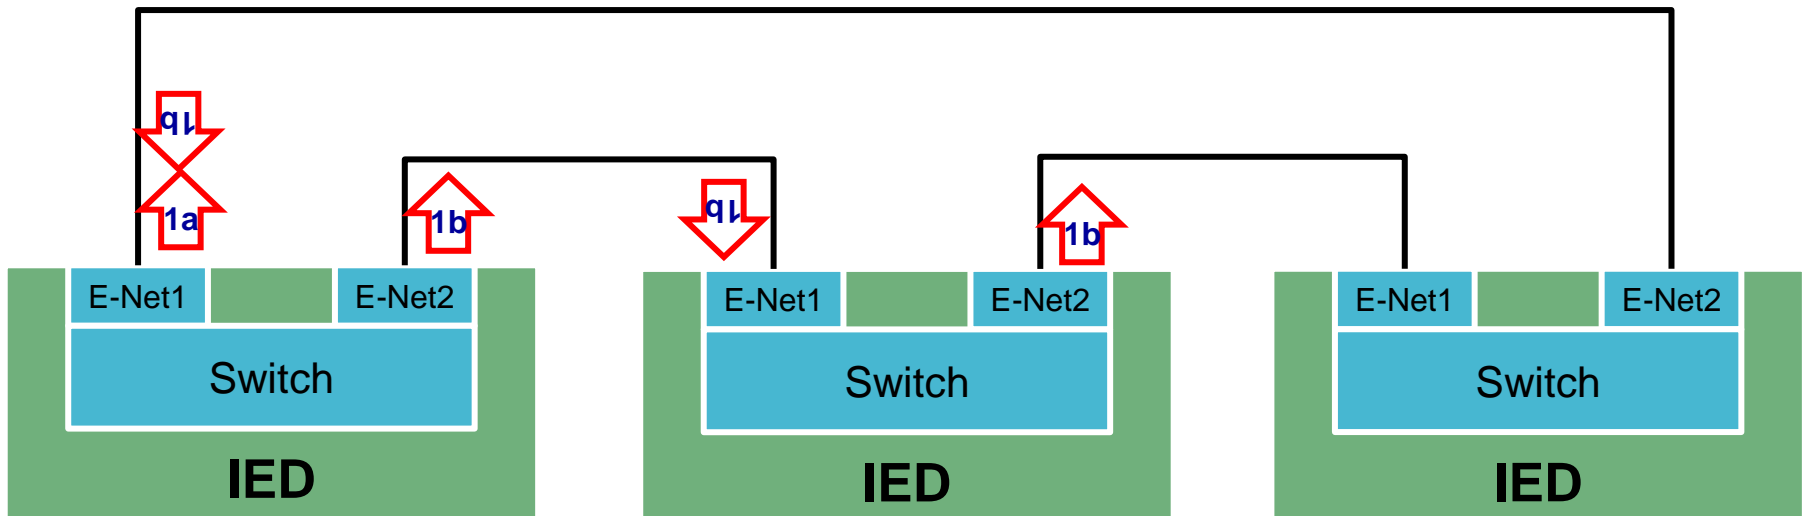 1b
1a
1b
1b
1b
E-Net1
E-Net2
E-Net1
E-Net2
E-Net1
E-Net2
Switch
Switch
Switch
IED
IED
IED